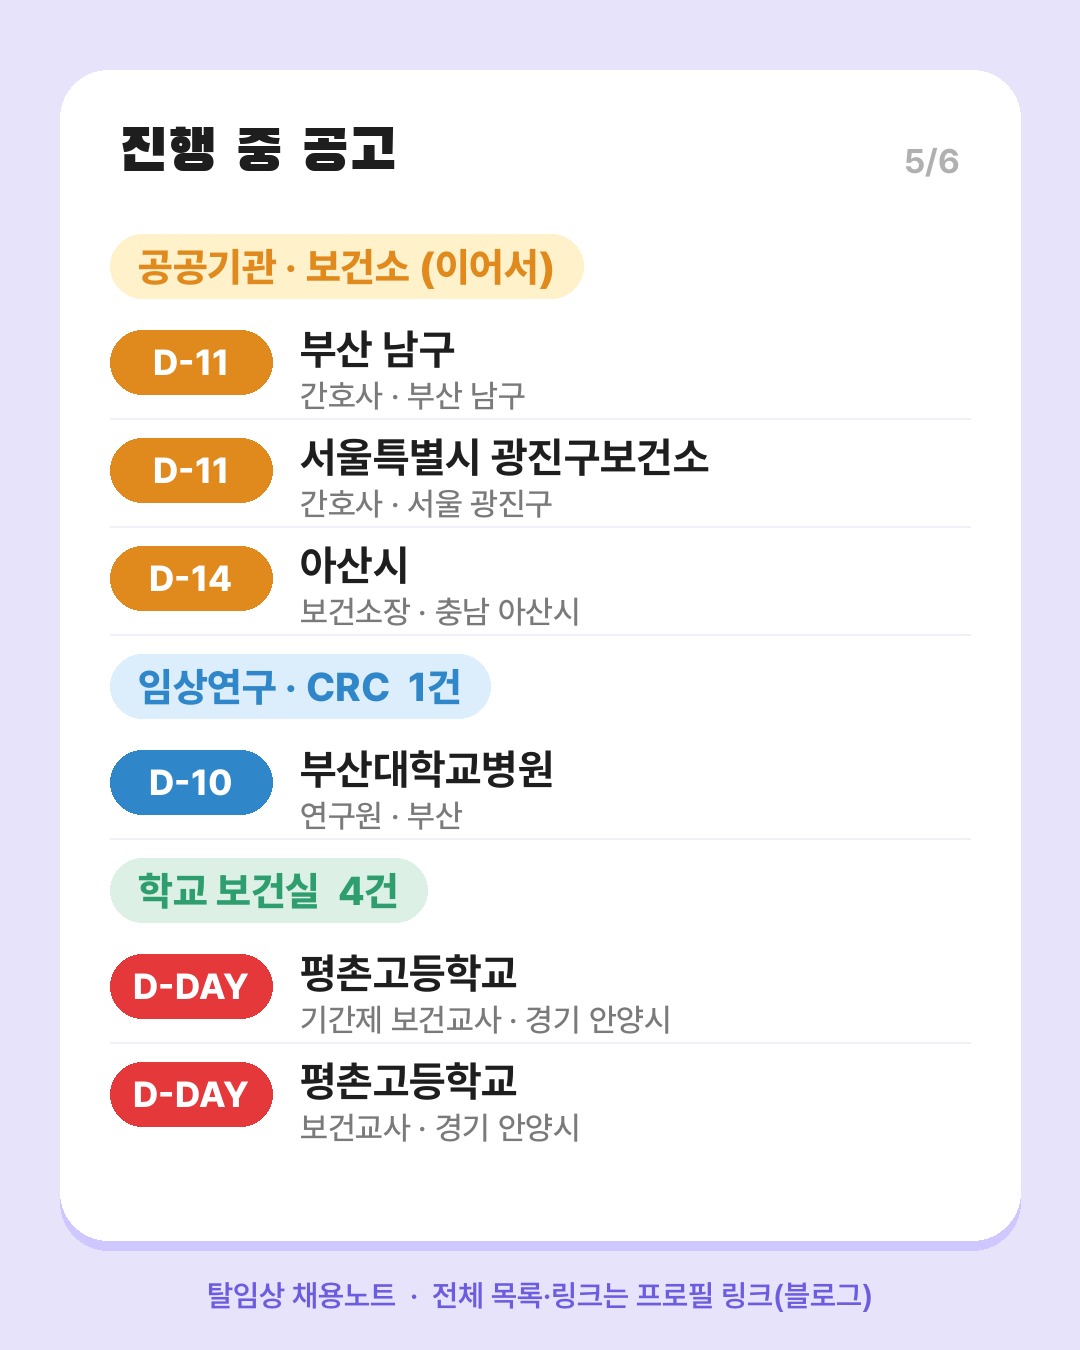 진행 중 공고
5/6
공공기관 · 보건소 (이어서)
D-11
부산 남구
간호사 · 부산 남구
D-11
서울특별시 광진구보건소
간호사 · 서울 광진구
D-14
아산시
보건소장 · 충남 아산시
임상연구 · CRC 1건
D-10
부산대학교병원
연구원 · 부산
학교 보건실 4건
D-DAY
평촌고등학교
기간제 보건교사 · 경기 안양시
D-DAY
평촌고등학교
보건교사 · 경기 안양시
탈임상 채용노트 · 전체 목록·링크는 프로필 링크(블로그)